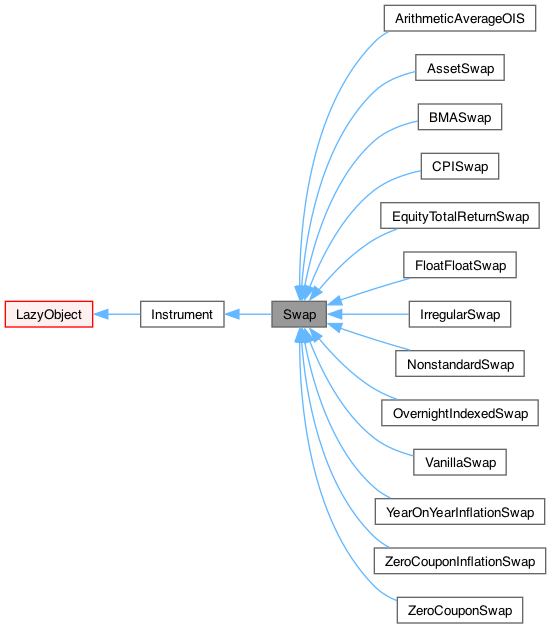 ArithmeticAverageOIS
AssetSwap
BMASwap
CPISwap
EquityTotalReturnSwap
FloatFloatSwap
LazyObject
Instrument
Swap
IrregularSwap
NonstandardSwap
OvernightIndexedSwap
VanillaSwap
YearOnYearInflationSwap
ZeroCouponInflationSwap
ZeroCouponSwap